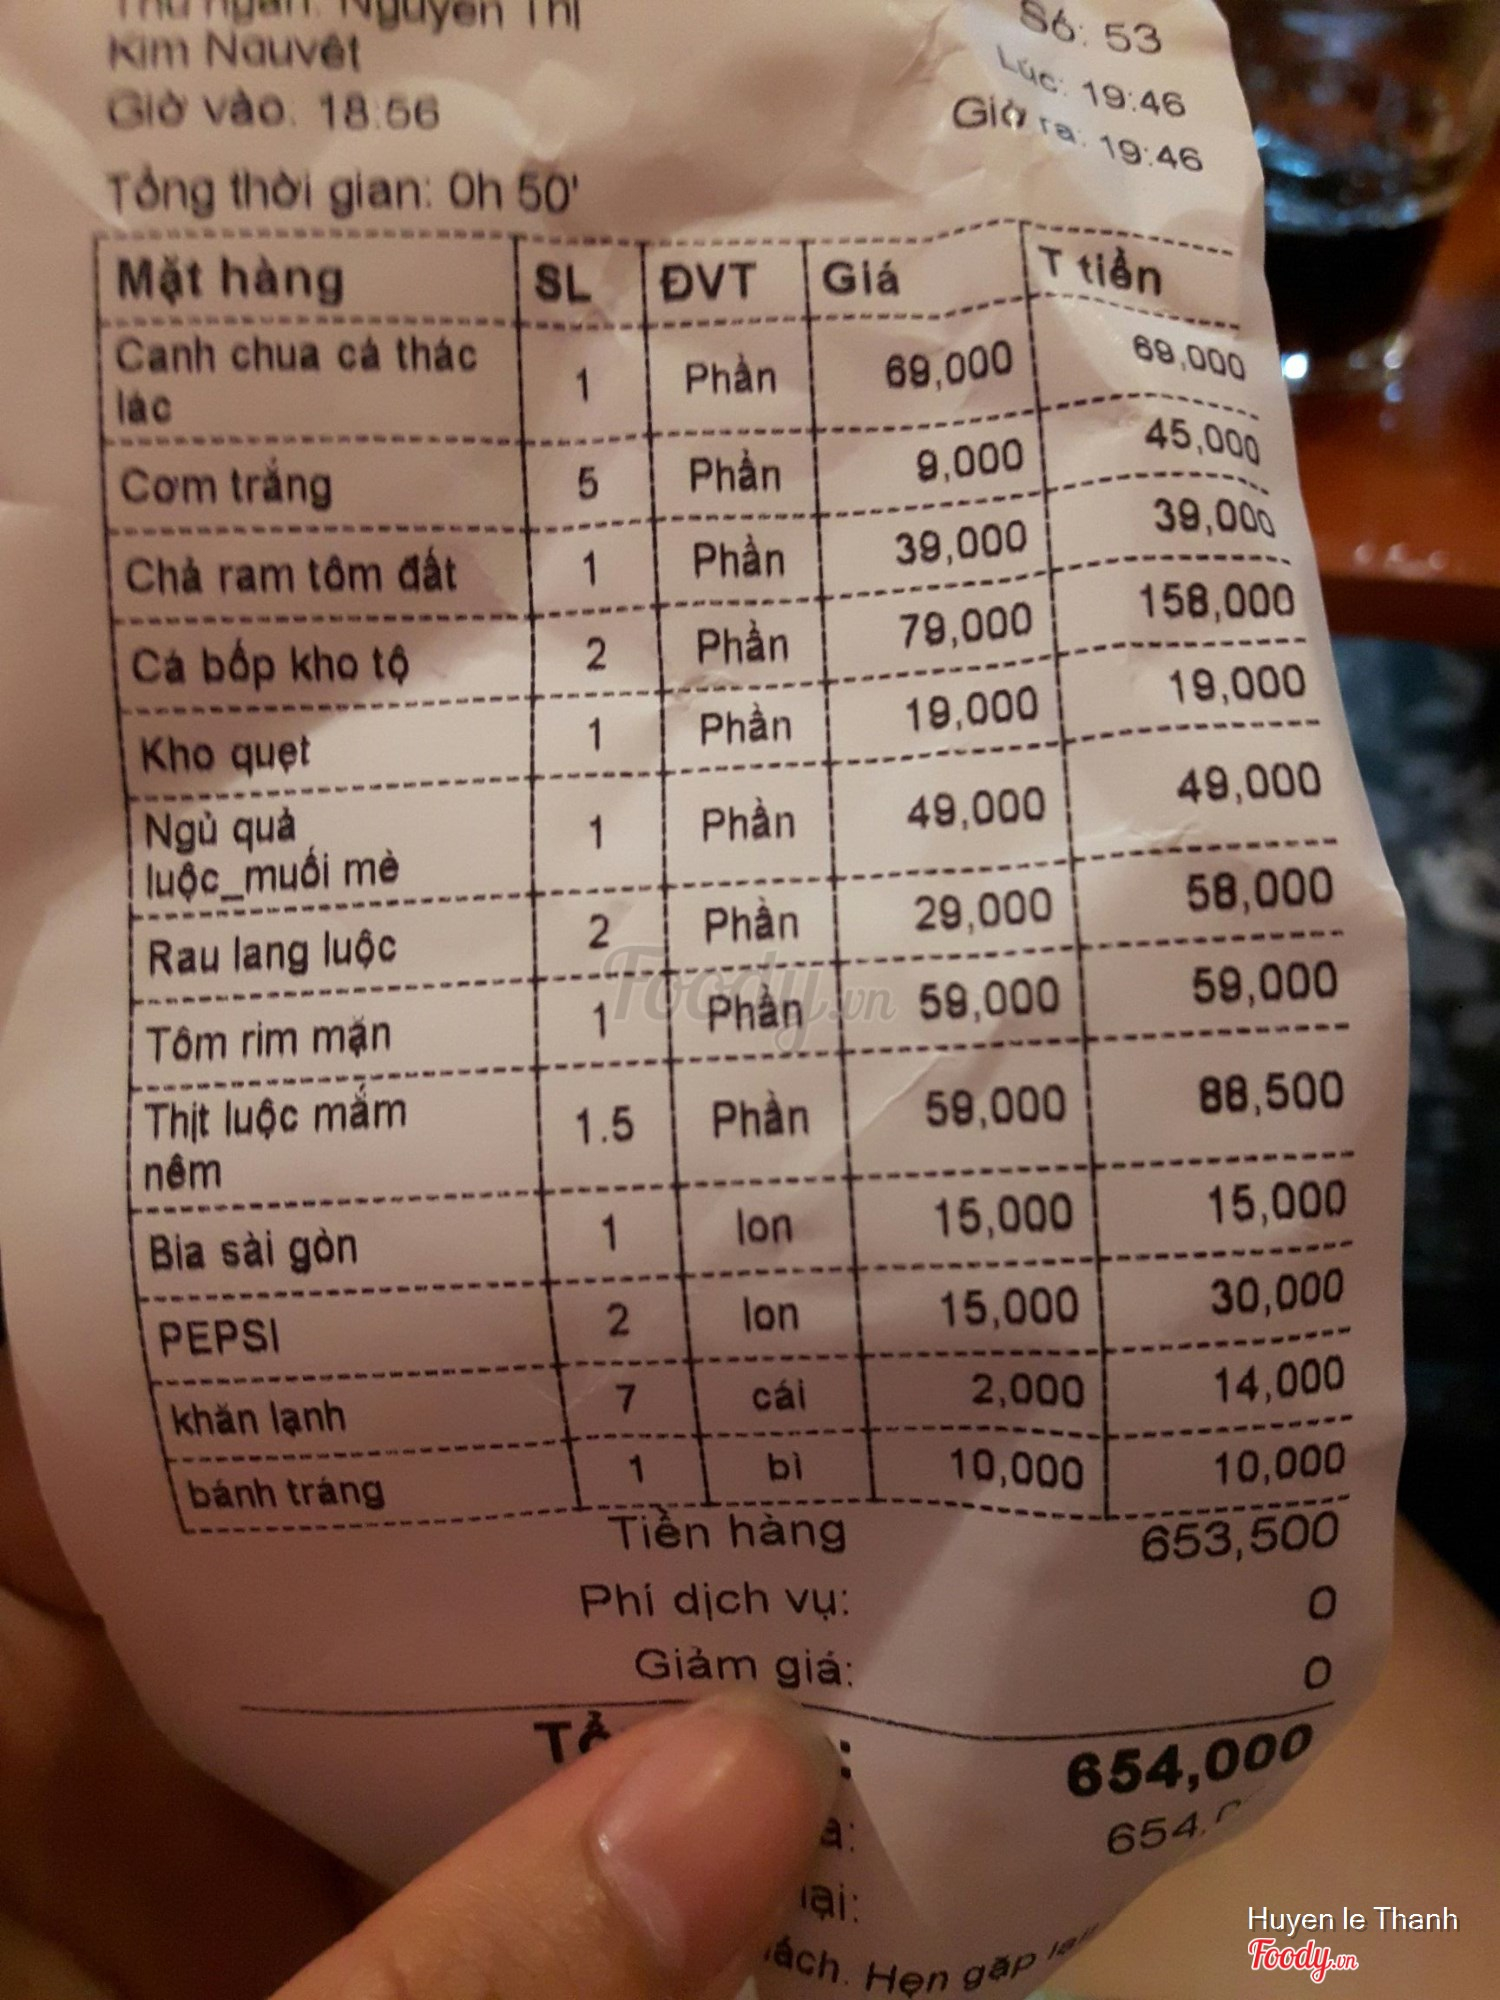 Thu ngân: Nguyễn Thị
Kim Nguyệt
Số: 53
Lúc: 19:46
Giờ vào: 18:56
Giờ ra: 19:46
Tổng thời gian: 0h 50'
Mặt hàng SL ĐVT Giá T tiền
Canh chua cá thác
lác 1 Phần 69,000 69,000
Cơm trắng 5 Phần 9,000 45,000
Chả ram tôm đất 1 Phần 39,000 39,000
Cá bốp kho tộ 2 Phần 79,000 158,000
Kho quẹt 1 Phần 19,000 19,000
Ngủ quả
luộc_muối mè 1 Phần 49,000 49,000
Rau lang luộc 2 Phần 29,000 58,000
Tôm rim mặn 1 Phần 59,000 59,000
Thịt luộc mắm
nêm 1.5 Phần 59,000 88,500
Bia sài gòn 1 lon 15,000 15,000
PEPSI 2 lon 15,000 30,000
khăn lạnh 7 cái 2,000 14,000
bánh tráng 1 bì 10,000 10,000
Tiền hàng 653,500
Phí dịch vụ: 0
Giảm giá: 0
654,000
Hẹn gặp
Foody.vn
Huyen le Thanh
Foody.vn